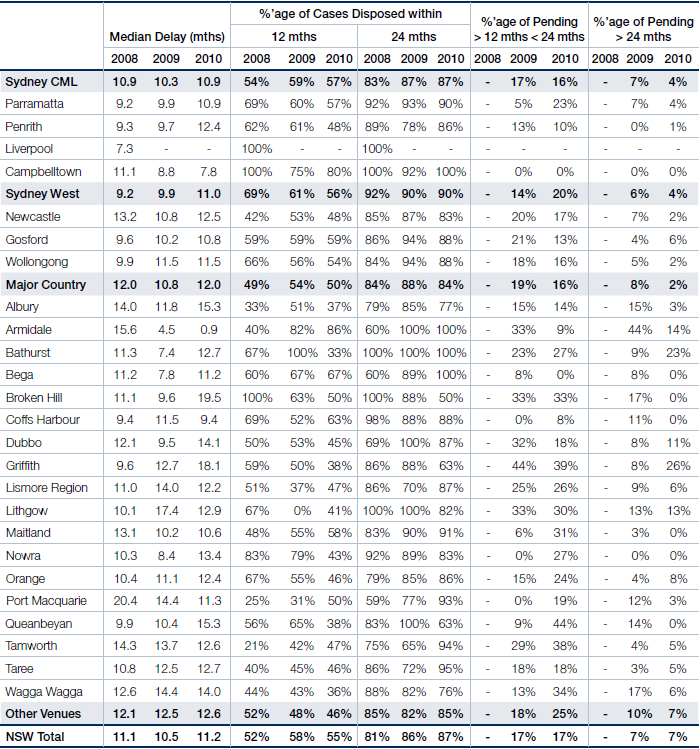 %'age of Cases Disposed within %'age of Pending %'age of Pending
Median Delay (mths) 12 mths 24 mths > 12 mths < 24 mths > 24 mths
2008 2009 2010 2008 2009 2010 2008 2009 2010 2008 2009 2010 2008 2009 2010
Sydney CML 10.9 10.3 10.9 54% 59% 57% 83% 87% 87% - 17% 16% - 7% 4%
Parramatta 9.2 9.9 10.9 69% 60% 57% 92% 93% 90% - 5% 23% - 7% 4%
Penrith 9.3 9.7 12.4 62% 61% 48% 89% 78% 86% - 13% 10% - 0% 1%
Liverpool 7.3 - - 100% - - 100% - - - - - -
Campbelltown 11.1 8.8 7.8 100% 75% 80% 100% 92% 100% - 0% 0% - 0% 0%
Sydney West 9.2 9.9 11.0 69% 61% 56% 92% 90% 90% - 14% 20% - 6% 4%
Newcastle 13.2 10.8 12.5 42% 53% 48% 85% 87% 83% - 20% 17% - 7% 2%
Gosford 9.6 10.2 10.8 59% 59% 59% 86% 94% 88% - 21% 13% - 4% 6%
Wollongong 9.9 11.5 11.5 66% 56% 54% 84% 94% 88% - 18% 16% - 5% 2%
Major Country 12.0 10.8 12.0 49% 54% 50% 84% 88% 84% - 19% 16% - 8% 2%
Albury 14.0 11.8 15.3 33% 51% 37% 79% 85% 77% - 15% 14% - 15% 3%
Armidale 15.6 4.5 0.9 40% 82% 86% 60% 100% 100% - 33% 9% - 44% 14%
Bathurst 11.3 7.4 12.7 67% 100% 33% 100% 100% 100% - 23% 27% - 9% 23%
Bega 11.2 7.8 11.2 60% 67% 67% 60% 89% 100% - 8% 0% - 8% 0%
Broken Hill 11.1 9.6 19.5 100% 63% 50% 100% 88% 50% - 33% 33% - 17% 0%
Coffs Harbour 9.4 11.5 9.4 69% 52% 63% 98% 88% 88% - 0% 8% - 11% 0%
Dubbo 12.1 9.5 14.1 50% 53% 45% 69% 100% 87% - 32% 18% - 8% 11%
Griffith 9.6 12.7 18.1 59% 50% 38% 86% 88% 63% - 44% 39% - 8% 26%
Lismore Region 11.0 14.0 12.2 51% 37% 47% 86% 70% 87% - 25% 26% - 9% 6%
Lithgow 10.1 17.4 12.9 67% 0% 41% 100% 100% 82% - 33% 30% - 13% 13%
Maitland 13.1 10.2 10.6 48% 55% 58% 83% 90% 91% - 6% 31% - 3% 0%
Nowra 10.3 8.4 13.4 83% 79% 43% 92% 89% 83% - 0% 27% - 0% 0%
Orange 10.4 11.1 12.4 67% 55% 46% 79% 85% 86% - 15% 24% - 4% 8%
Port Macquarie 20.4 14.4 11.3 25% 31% 50% 59% 77% 93% - 0% 19% - 12% 3%
Queanbeyan 9.9 10.4 15.3 56% 65% 38% 83% 100% 63% - 9% 44% - 14% 0%
Tamworth 14.3 13.7 12.6 21% 42% 47% 75% 65% 94% - 29% 38% - 4% 5%
Taree 10.8 12.5 12.7 40% 45% 46% 86% 72% 95% - 18% 18% - 3% 5%
Wagga Wagga 12.6 14.4 14.0 44% 43% 36% 88% 82% 76% - 13% 34% - 17% 6%
Other Venues 12.1 12.5 12.6 52% 48% 46% 85% 82% 85% - 18% 25% - 10% 7%
NSW Total 11.1 10.5 11.2 52% 58% 55% 81% 86% 87% - 17% 17% - 7% 7%